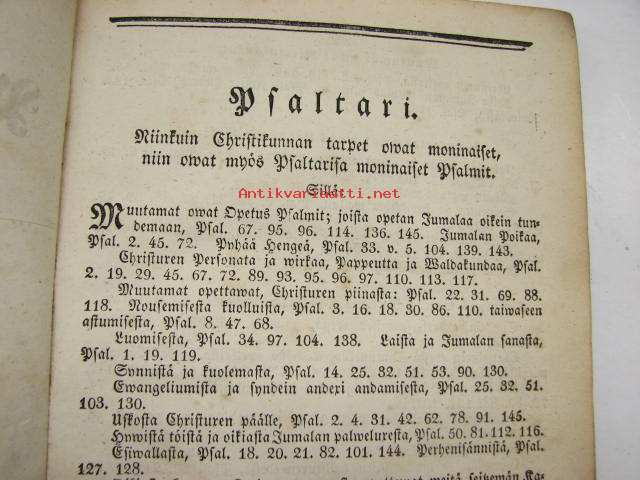 Psaltari.
Niinkuin Christikunnan tarpet owat moninaiset,
niin owat myös Psaltarisa moninaiset Psalmit.
Antikvariaatti.net
Sillä:
Muutamat owat Opetus Psalmit; joista opetan Jumalaa oikein tun-
demaan, Psal. 67. 95. 96. 114. 136. 145. Jumalan Poikaa,
Psal. 2. 45. 72. Pyhää Hengeä, Psal. 33. v. 5. 104. 139. 143.
Christuren Personata ja wirkaa, Pappeutta ja Waldakundaa, Psal.
2. 19. 29. 45. 67. 72. 89. 93. 95. 96. 97. 110. 113. 117.
Muutamat opettawat, Christuren piinasta: Psal. 22. 31. 69. 88.
118. Nousemisesta kuolluista, Psal. 3. 16. 18. 30. 86. 110. taiwaseen
astumisesta, Psal. 8. 47. 68.
Luomisesta, Psal. 34. 97. 104. 138. Laista ja Jumalan sanasta,
Psal. 1. 19. 119.
Synnistä ja kuolemasta, Psal. 14. 25. 32. 51. 53. 90. 130.
Ewangeliumista ja syndein anderi andamisesta, Psal. 25. 32. 51.
103. 130.
Uskosta Christuren päälle, Psal. 2. 4. 31. 42. 62. 78. 91. 145.
Hywistä töistä ja oikiasta Jumalan palweluresta, Psal. 50. 81. 112. 116.
Esiwallasta, Psal. 18. 20. 21. 82. 101. 144. Perhenisännistä, Psal.
127. 128.